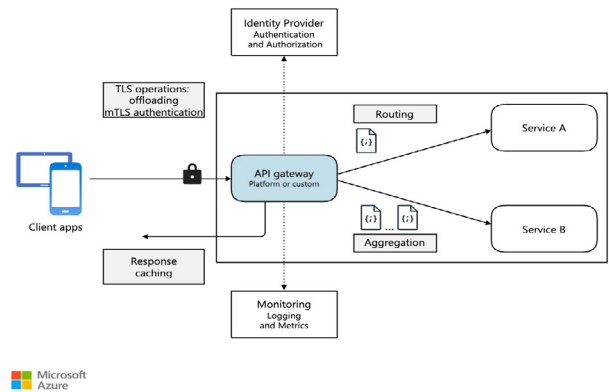 Identity Provider
Authentication
and Authorization
TLS operations:
offloading
mTLS authentication
Routing
{;}
Service A
API gateway
Platform or custom
Client apps
{;} ... {;}
Aggregation
Service B
Response
caching
Monitoring
Logging
and Metrics
Microsoft
Azure